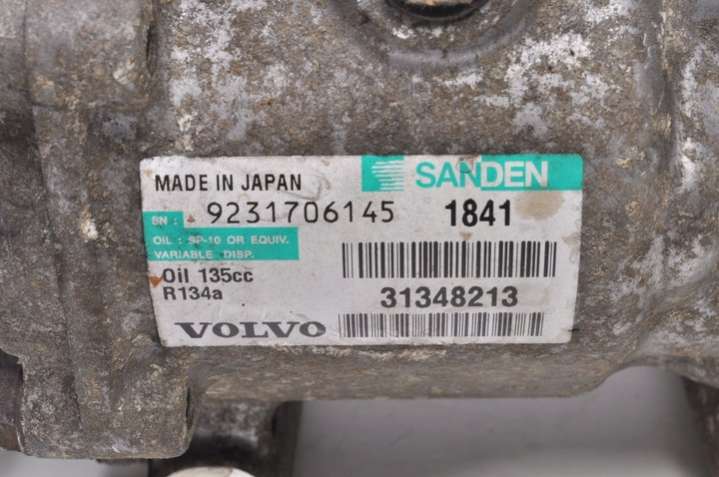 SANDEN
MADE IN JAPAN
SN : 9231706145 1841
OIL : SP-10 OR EQUIV.
VARIABLE DISP.
Oil 135cc
R134a 31348213
VOLVO